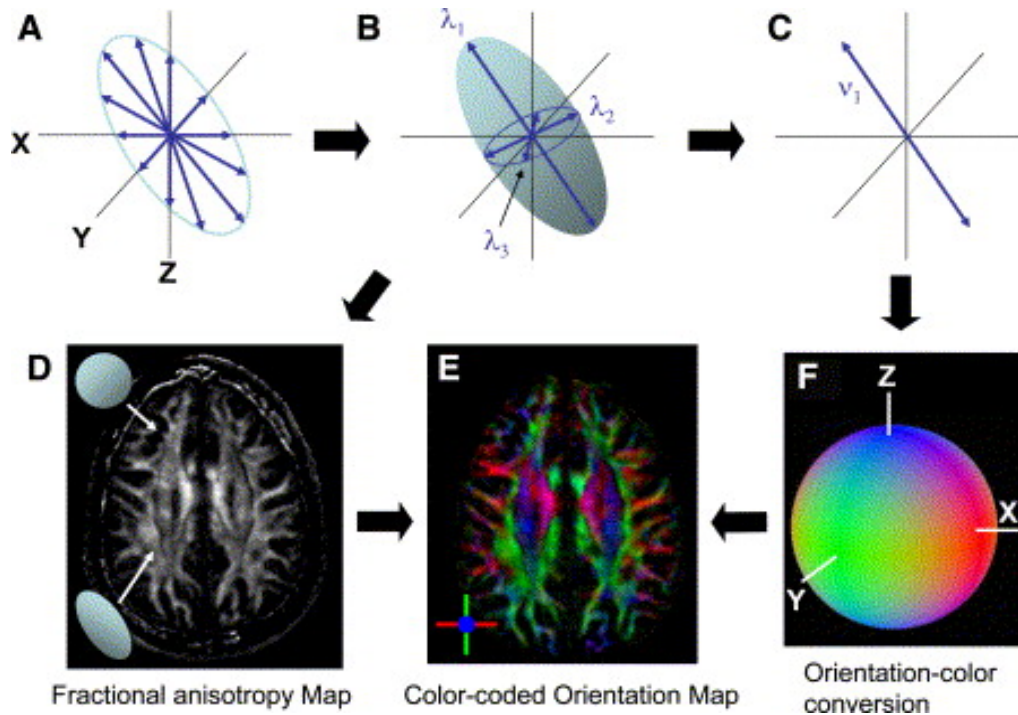 A
B
C
λ1
λ2
λ3
ν1
X
Y
Z
D
E
F
Z
X
Y
Fractional anisotropy Map
Color-coded Orientation Map
Orientation-color
conversion